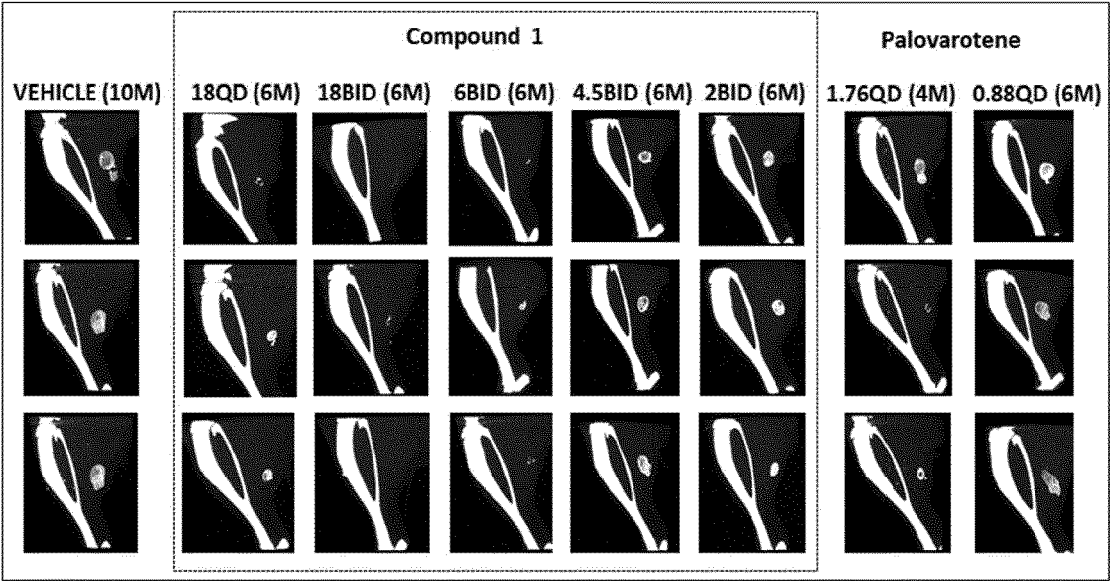 Compound 1
Palovarotene
VEHICLE (10M)
18QD (6M)
18BID (6M)
6BID (6M)
4.5BID (6M)
2BID (6M)
1.76QD (4M)
0.88QD (6M)